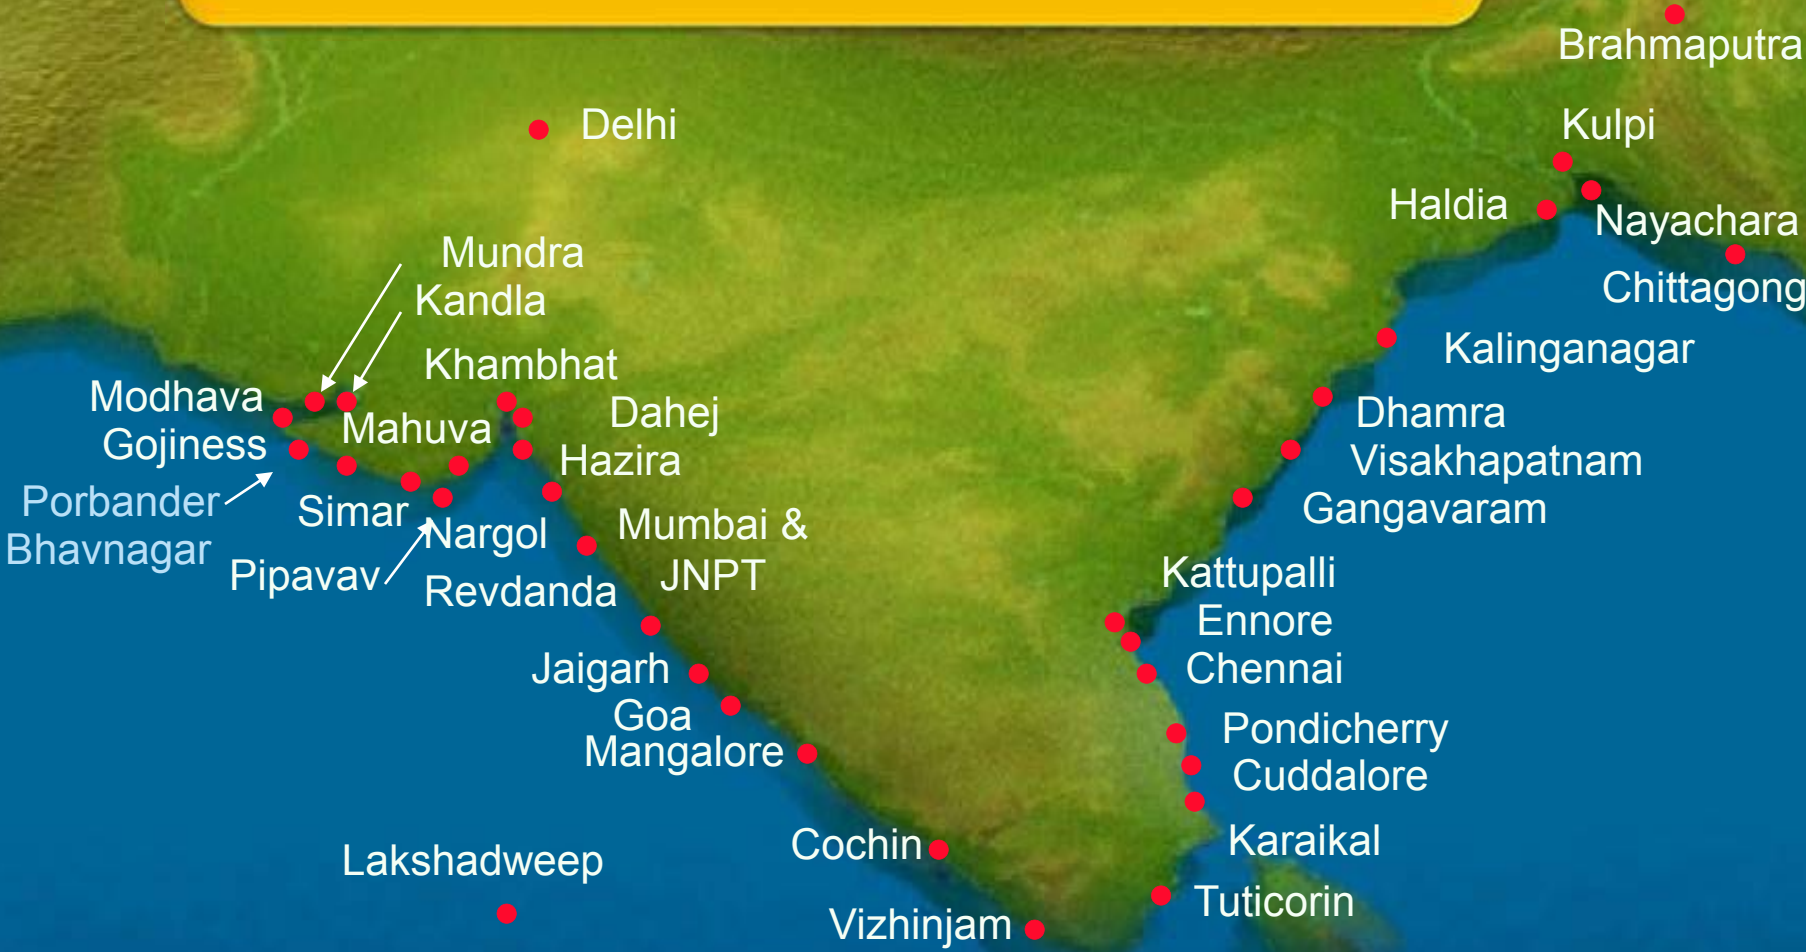 Brahmaputra
Delhi
Kulpi
Haldia
Nayachara
Mundra
Chittagong
Kandla
Kalinganagar
Khambhat
Modhava
Dahej
Dhamra
Mahuva
Gojiness
Hazira
Visakhapatnam
Porbander
Simar
Gangavaram
Mumbai &
JNPT
Nargol
Bhavnagar
Pipavav
Revdanda
Kattupalli
Ennore
Jaigarh
Chennai
Goa
Pondicherry
Mangalore
Cuddalore
Cochin
Karaikal
Lakshadweep
Tuticorin
Vizhinjam